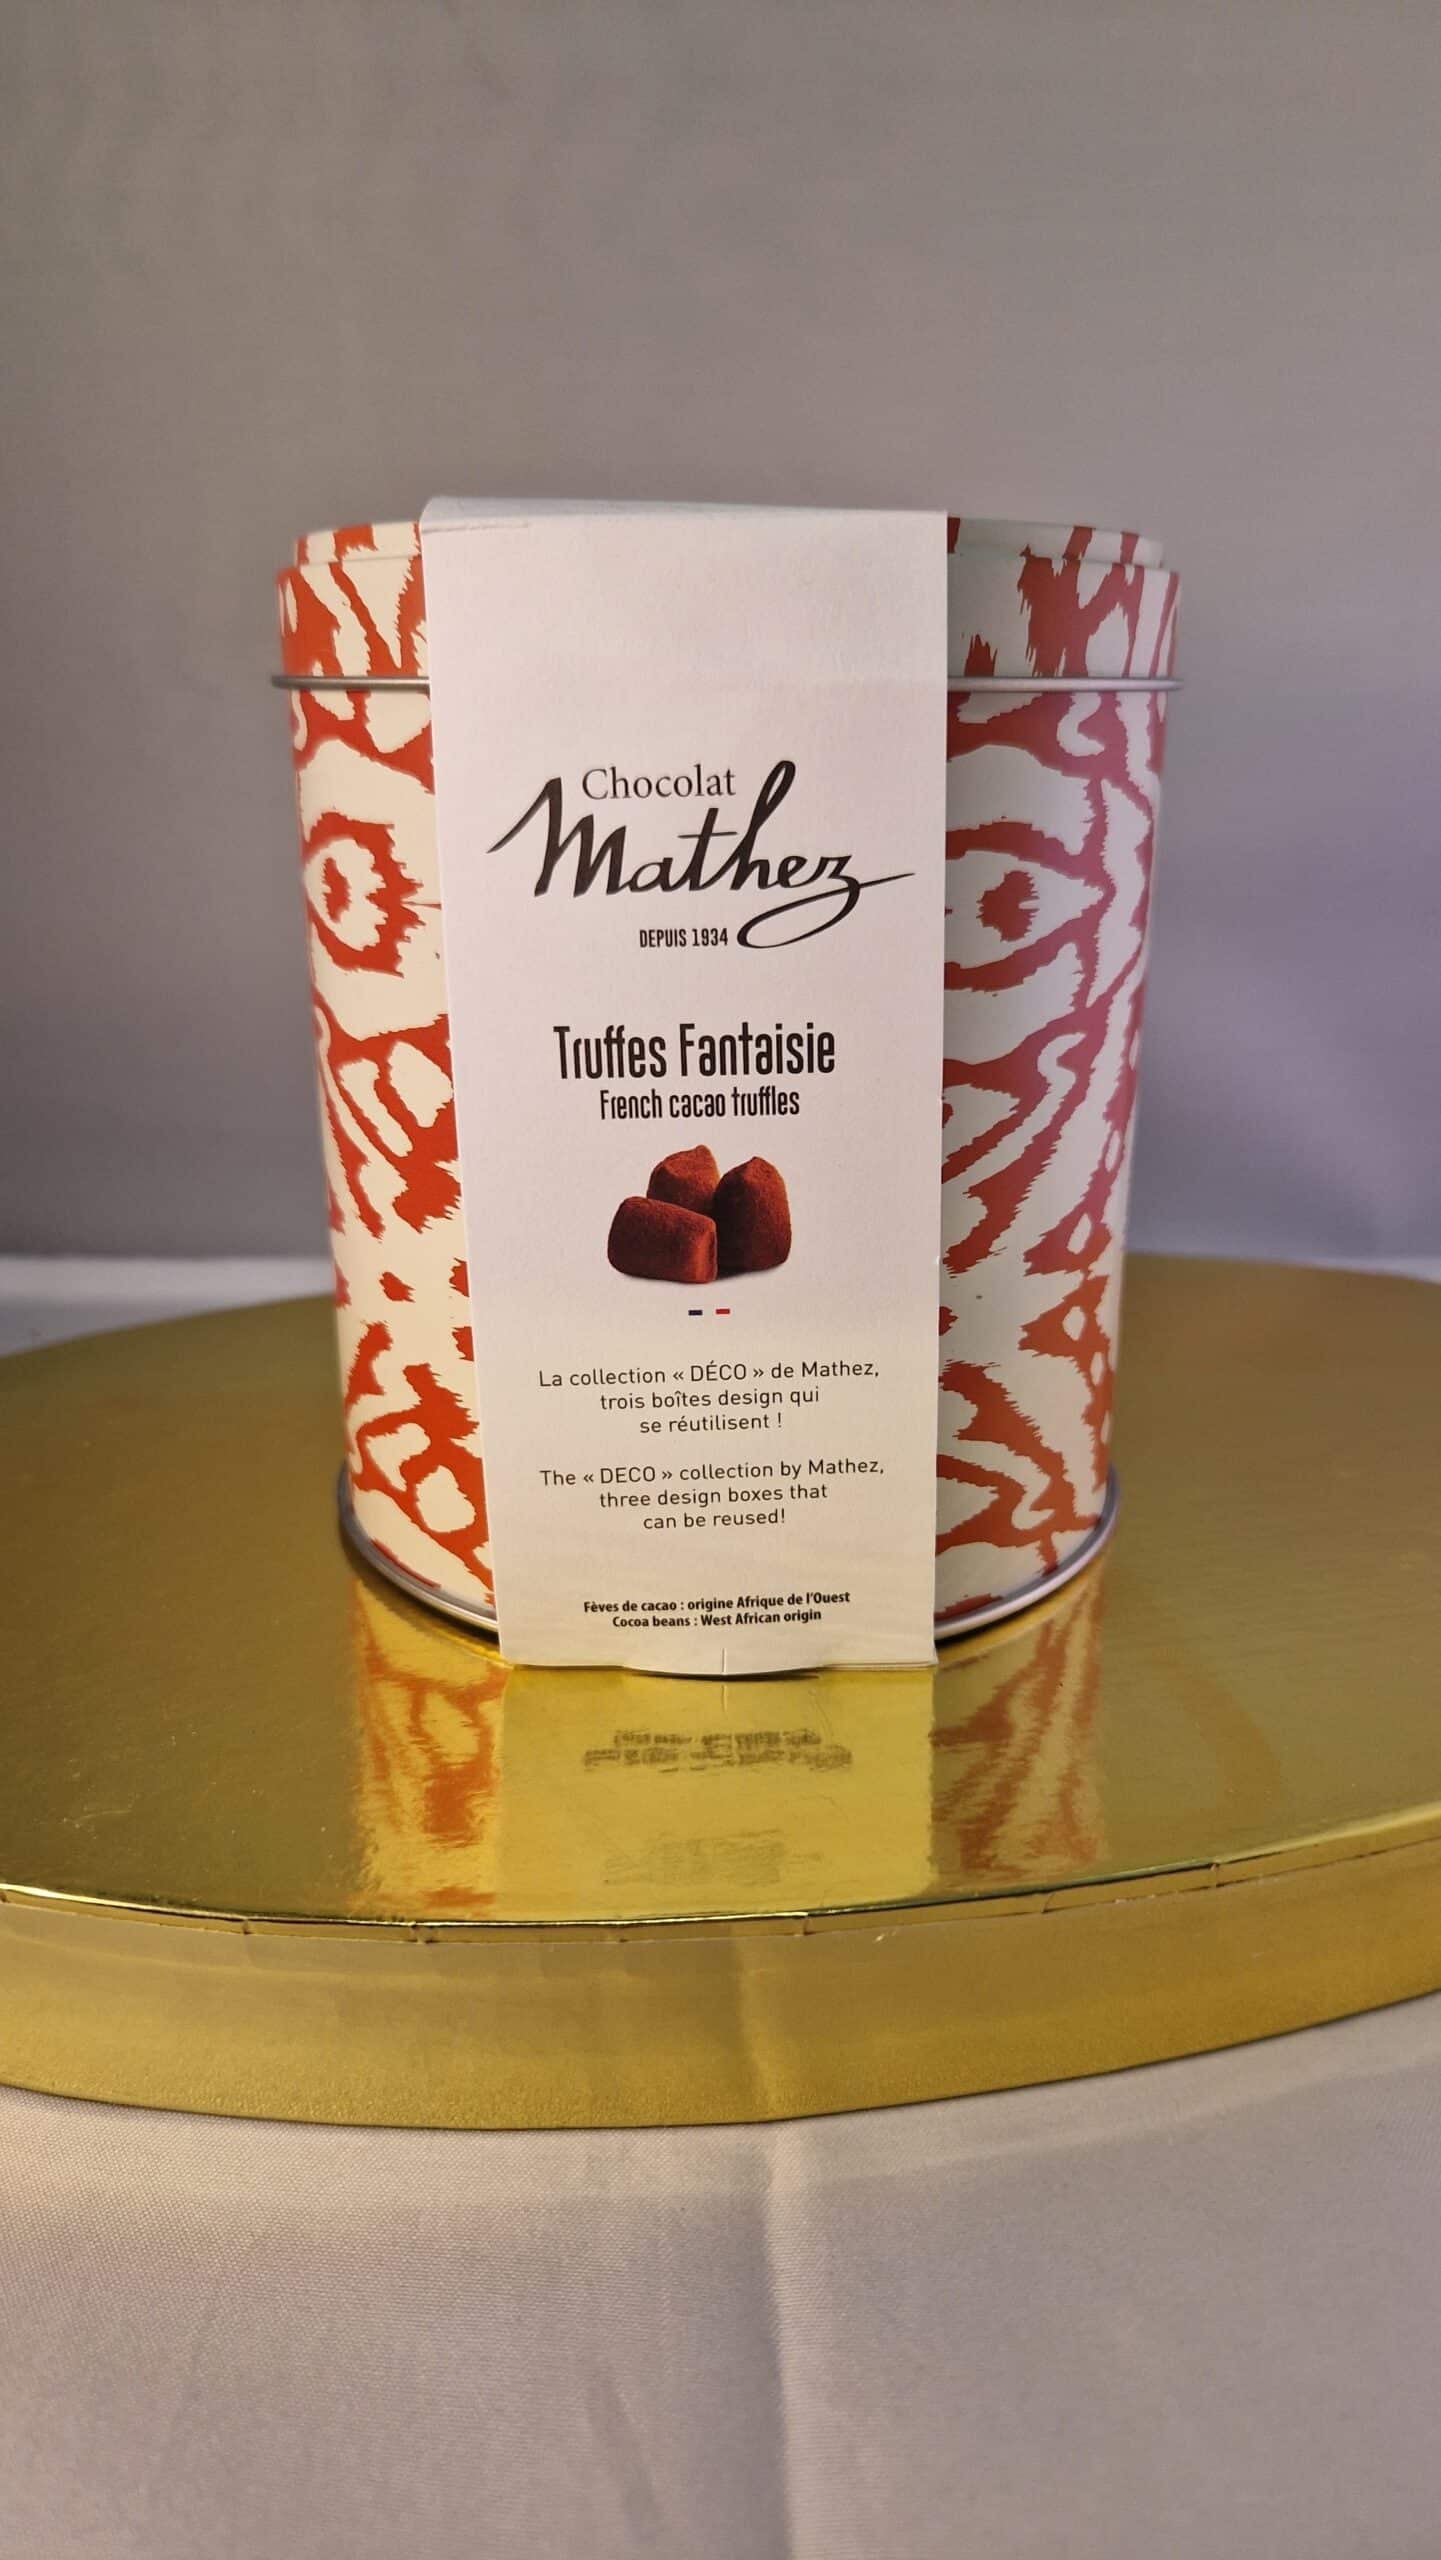 Chocolat
Mathez
DEPUIS 1934
Truffes Fantaisie
French cacao truffles
La collection « DÉCO » de Mathez,
trois boîtes design qui
se réutilisent !
The « DECO » collection by Mathez,
three design boxes that
can be reused!
Fèves de cacao : origine Afrique de l'Ouest
Cocoa beans : West African origin